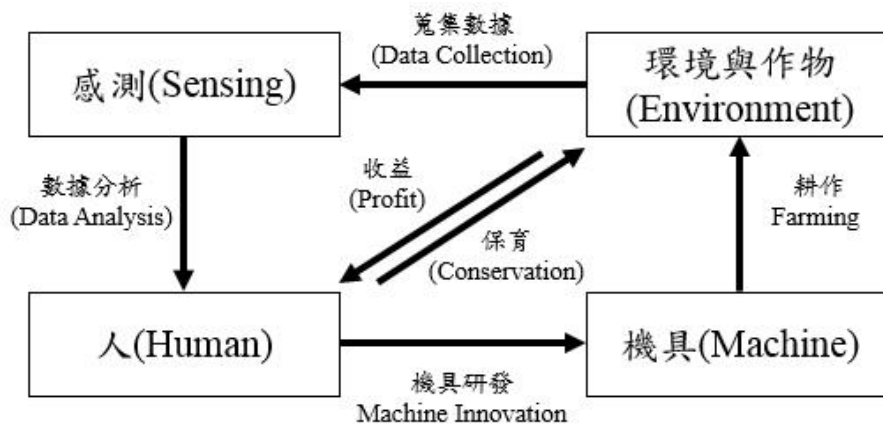 蒐集數據
(Data Collection)
感測(Sensing)
環境與作物
(Environment)
數據分析
(Data Analysis)
收益
(Profit)
保育
(Conservation)
耕作
Farming
人(Human)
機具(Machine)
機具研發
Machine Innovation